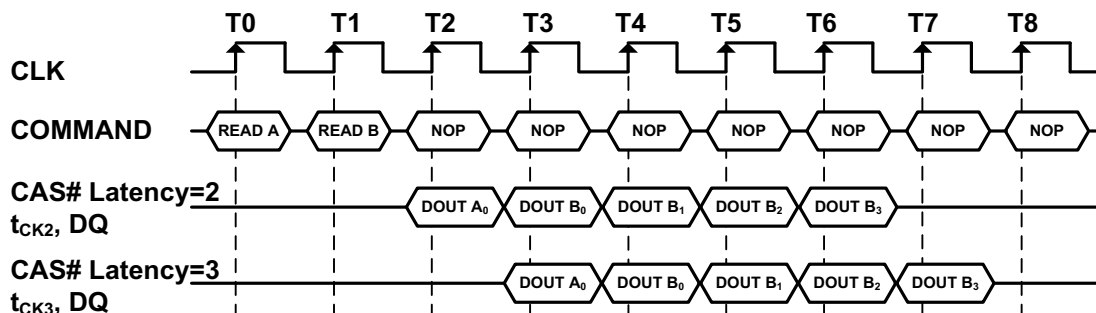 T0 T1 T2 T3 T4 T5 T6 T7 T8
CLK
COMMAND READ A READ B NOP NOP NOP NOP NOP NOP NOP
CAS# Latency=2
tCK2, DQ DOUT A0 DOUT B0 DOUT B1 DOUT B2 DOUT B3
CAS# Latency=3
tCK3, DQ DOUT A0 DOUT B0 DOUT B1 DOUT B2 DOUT B3